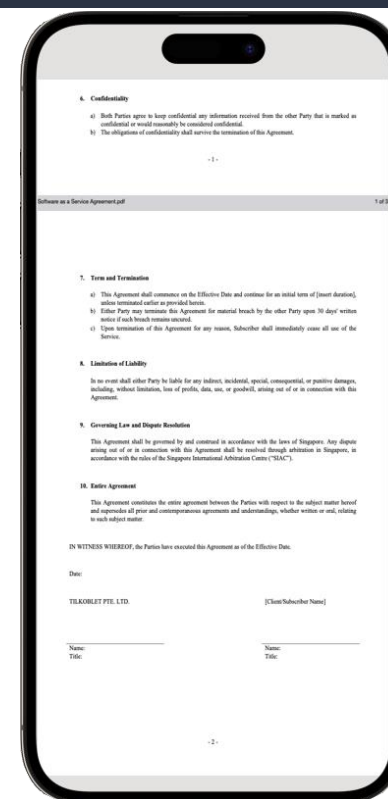 6. Confidentiality
a) Both Parties agree to keep confidential any information received from the other Party that is marked as
confidential or would reasonably be considered confidential.
b) The obligations of confidentiality shall survive the termination of this Agreement.
- 1 -
Software as a Service Agreement.pdf 1 of 3
7. Term and Termination
a) This Agreement shall commence on the Effective Date and continue for an initial term of [insert duration],
unless terminated earlier as provided herein.
b) Either Party may terminate this Agreement for material breach by the other Party upon 30 days' written
notice if such breach remains uncured.
c) Upon termination of this Agreement for any reason, Subscriber shall immediately cease all use of the
Service.
8. Limitation of Liability
In no event shall either Party be liable for any indirect, incidental, special, consequential, or punitive damages,
including, without limitation, loss of profits, data, use, or goodwill, arising out of or in connection with this
Agreement.
9. Governing Law and Dispute Resolution
This Agreement shall be governed by and construed in accordance with the laws of Singapore. Any dispute
arising out of or in connection with this Agreement shall be resolved through arbitration in Singapore, in
accordance with the rules of the Singapore International Arbitration Centre ("SIAC").
10. Entire Agreement
This Agreement constitutes the entire agreement between the Parties with respect to the subject matter hereof
and supersedes all prior and contemporaneous agreements and understandings, whether written or oral, relating
to such subject matter.
IN WITNESS WHEREOF, the Parties have executed this Agreement as of the Effective Date.
Date:
TILKOBLET PTE. LTD. [Client/Subscriber Name]
Name: Name:
Title: Title:
- 2 -